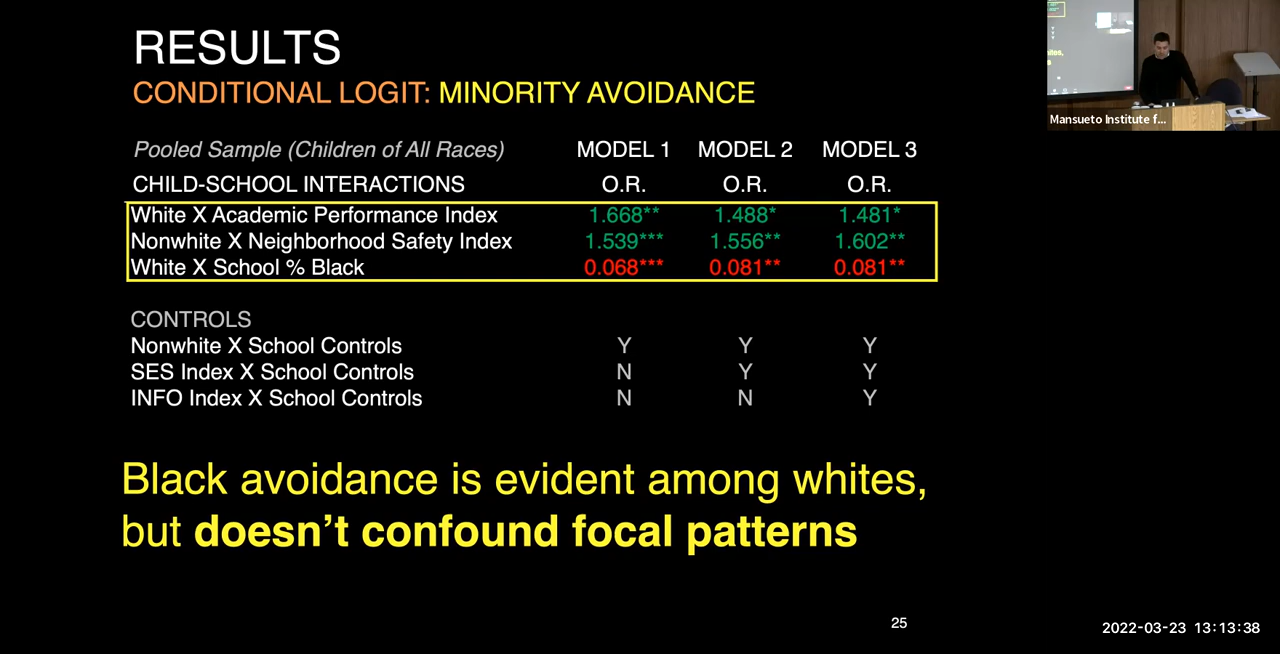 RESULTS
CONDITIONAL LOGIT: MINORITY AVOIDANCE
Pooled Sample (Children of All Races) MODEL 1 MODEL 2 MODEL 3
CHILD-SCHOOL INTERACTIONS O.R. O.R. O.R.
White X Academic Performance Index 1.668** 1.488* 1.481*
Nonwhite X Neighborhood Safety Index 1.539*** 1.556** 1.602**
White X School % Black 0.068*** 0.081** 0.081**
CONTROLS
Nonwhite X School Controls Y Y Y
SES Index X School Controls N Y Y
INFO Index X School Controls N N Y
Black avoidance is evident among whites,
but doesn’t confound focal patterns
25
Mansueto Institute f...
2022-03-23 13:13:38